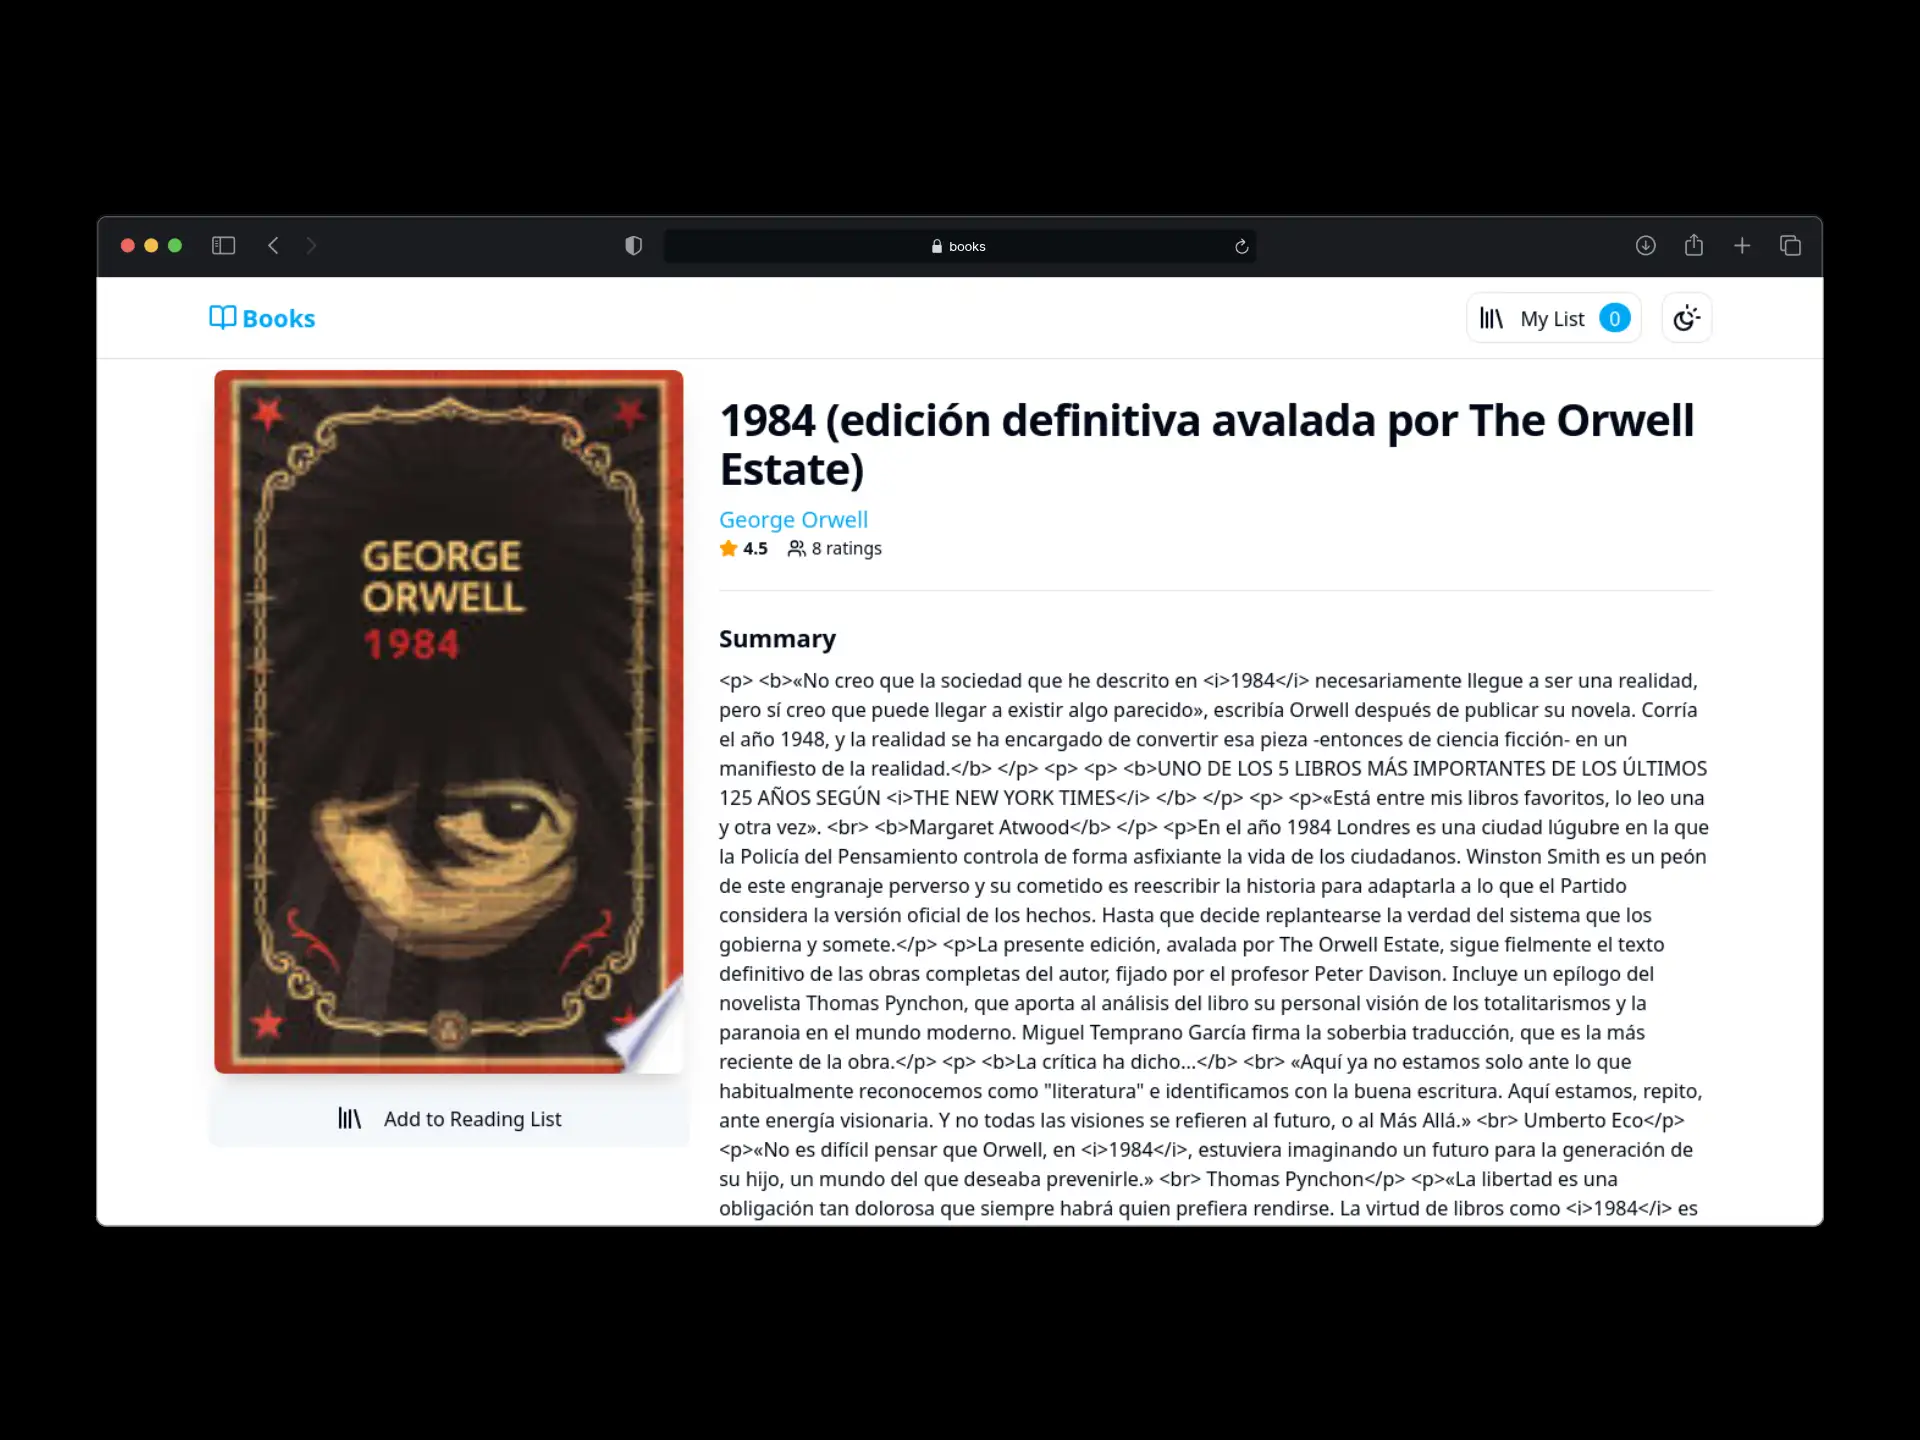 books
Books
My List 0
GEORGE
ORWELL
1984
Add to Reading List
1984 (edición definitiva avalada por The Orwell
Estate)
George Orwell
4.5 8 ratings
Summary
<p> <b>«No creo que la sociedad que he descrito en <i>1984</i> necesariamente llegue a ser una realidad,
pero sí creo que puede llegar a existir algo parecido», escribía Orwell después de publicar su novela. Corría
el año 1948, y la realidad se ha encargado de convertir esa pieza -entonces de ciencia ficción- en un
manifiesto de la realidad.</b> </p> <p> <p> <b>UNO DE LOS 5 LIBROS MÁS IMPORTANTES DE LOS ÚLTIMOS
125 AÑOS SEGÚN <i>THE NEW YORK TIMES</i> </b> </p> <p> <p>«Está entre mis libros favoritos, lo leo una
y otra vez». <br> <b>Margaret Atwood</b> </p> <p>En el año 1984 Londres es una ciudad lúgubre en la que
la Policía del Pensamiento controla de forma asfixiante la vida de los ciudadanos. Winston Smith es un peón
de este engranaje perverso y su cometido es reescribir la historia para adaptarla a lo que el Partido
considera la versión oficial de los hechos. Hasta que decide replantearse la verdad del sistema que los
gobierna y somete.</p> <p>La presente edición, avalada por The Orwell Estate, sigue fielmente el texto
definitivo de las obras completas del autor, fijado por el profesor Peter Davison. Incluye un epílogo del
novelista Thomas Pynchon, que aporta al análisis del libro su personal visión de los totalitarismos y la
paranoia en el mundo moderno. Miguel Temprano García firma la soberbia traducción, que es la más
reciente de la obra.</p> <p> <b>La crítica ha dicho...</b> <br> «Aquí ya no estamos solo ante lo que
habitualmente reconocemos como "literatura" e identificamos con la buena escritura. Aquí estamos, repito,
ante energía visionaria. Y no todas las visiones se refieren al futuro, o al Más Allá.» <br> Umberto Eco</p>
<p>«No es difícil pensar que Orwell, en <i>1984</i>, estuviera imaginando un futuro para la generación de
su hijo, un mundo del que deseaba prevenirle.» <br> Thomas Pynchon</p> <p>«La libertad es una
obligación tan dolorosa que siempre habrá quien prefiera rendirse. La virtud de libros como <i>1984</i> es